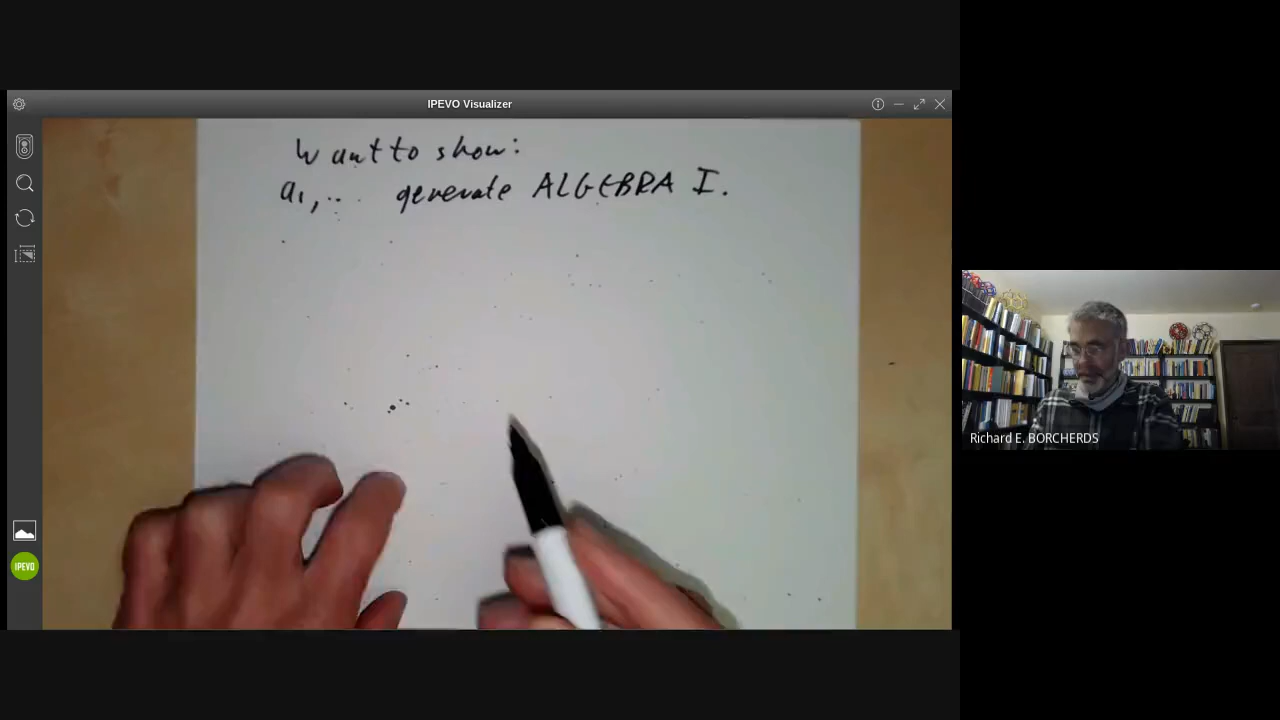 IPEVO Visualizer
Want to show:
a₁, ... generate ALGEBRA I.
IPEVO
Richard E. BORCHERDS